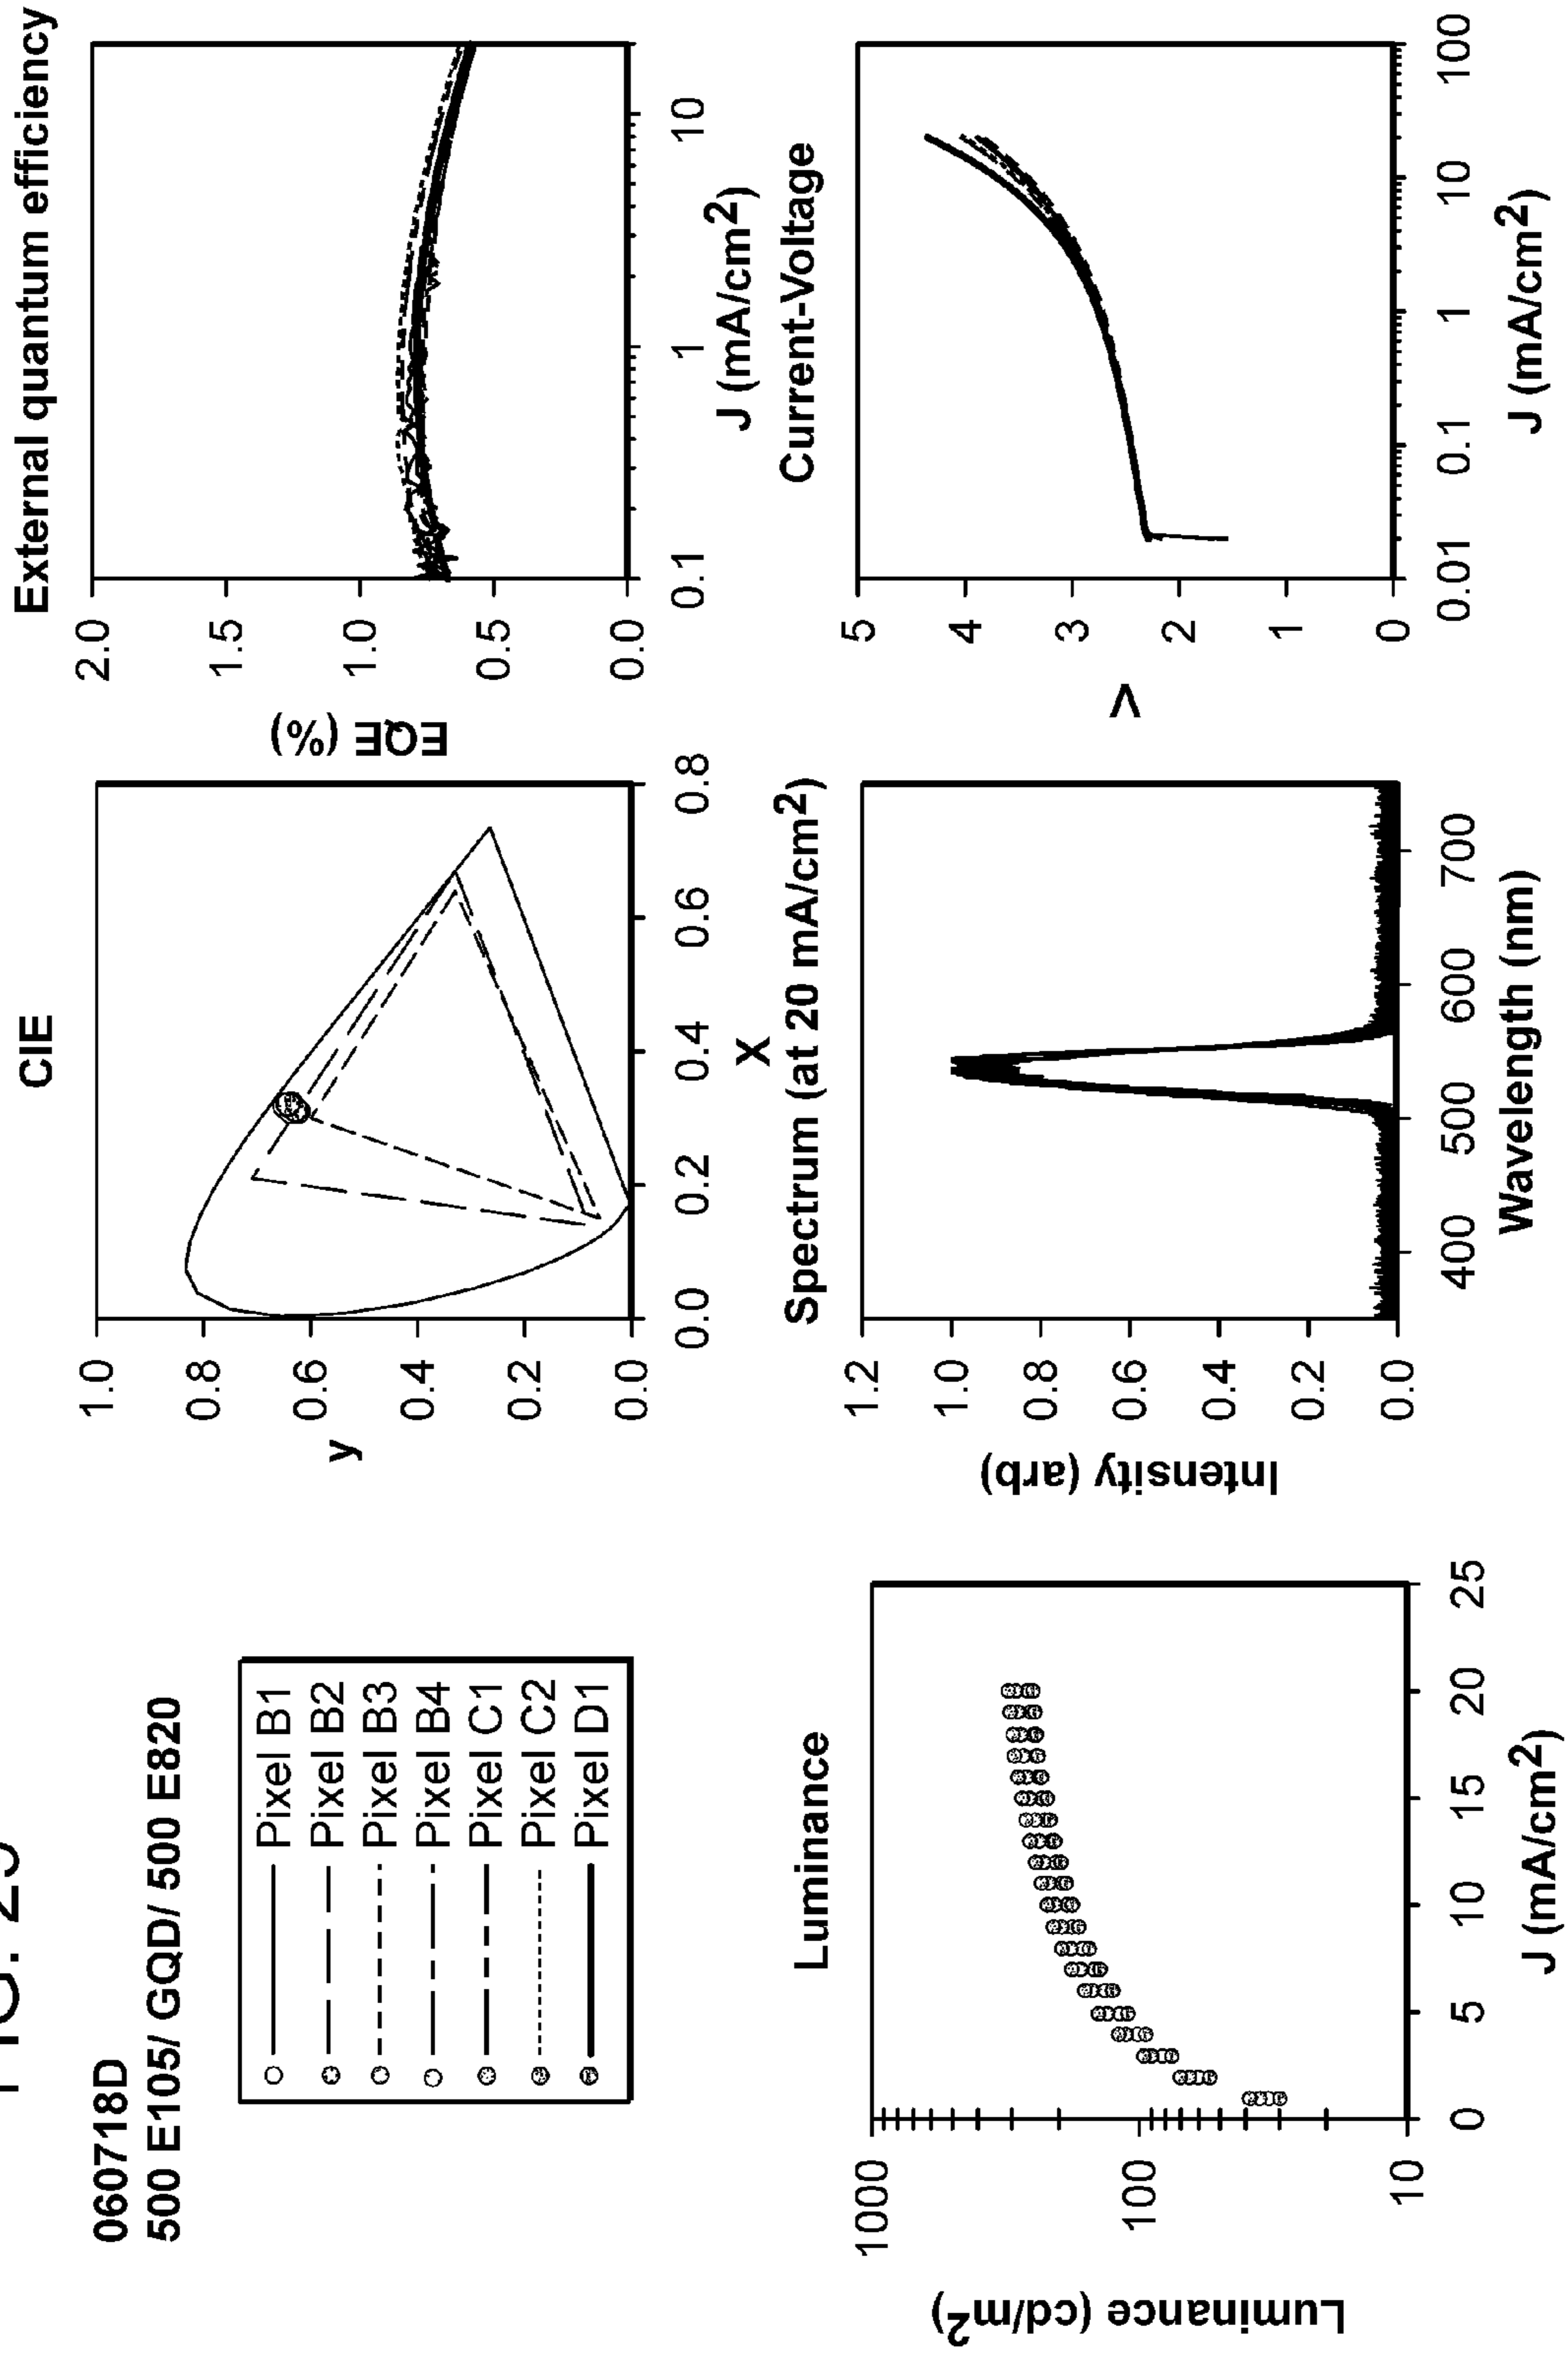 060718D
500 E105/ GQD/ 500 E820
Pixel B1
Pixel B2
Pixel B3
Pixel B4
Pixel C1
Pixel C2
Pixel D1
CIE
y
1.0
0.8
0.6
0.4
0.2
0.0
0.0 0.2 0.4 0.6 0.8
X
External quantum efficiency
EQE (%)
2.0
1.5
1.0
0.5
0.0
0.1 1 10
J (mA/cm2)
Luminance
Luminance (cd/m2)
1000
100
10
0 5 10 15 20 25
J (mA/cm2)
Spectrum (at 20 mA/cm2)
Intensity (arb)
1.2
1.0
0.8
0.6
0.4
0.2
0.0
400 500 600 700
Wavelength (nm)
Current-Voltage
V
5
4
3
2
1
0
0.01 0.1 1 10 100
J (mA/cm2)